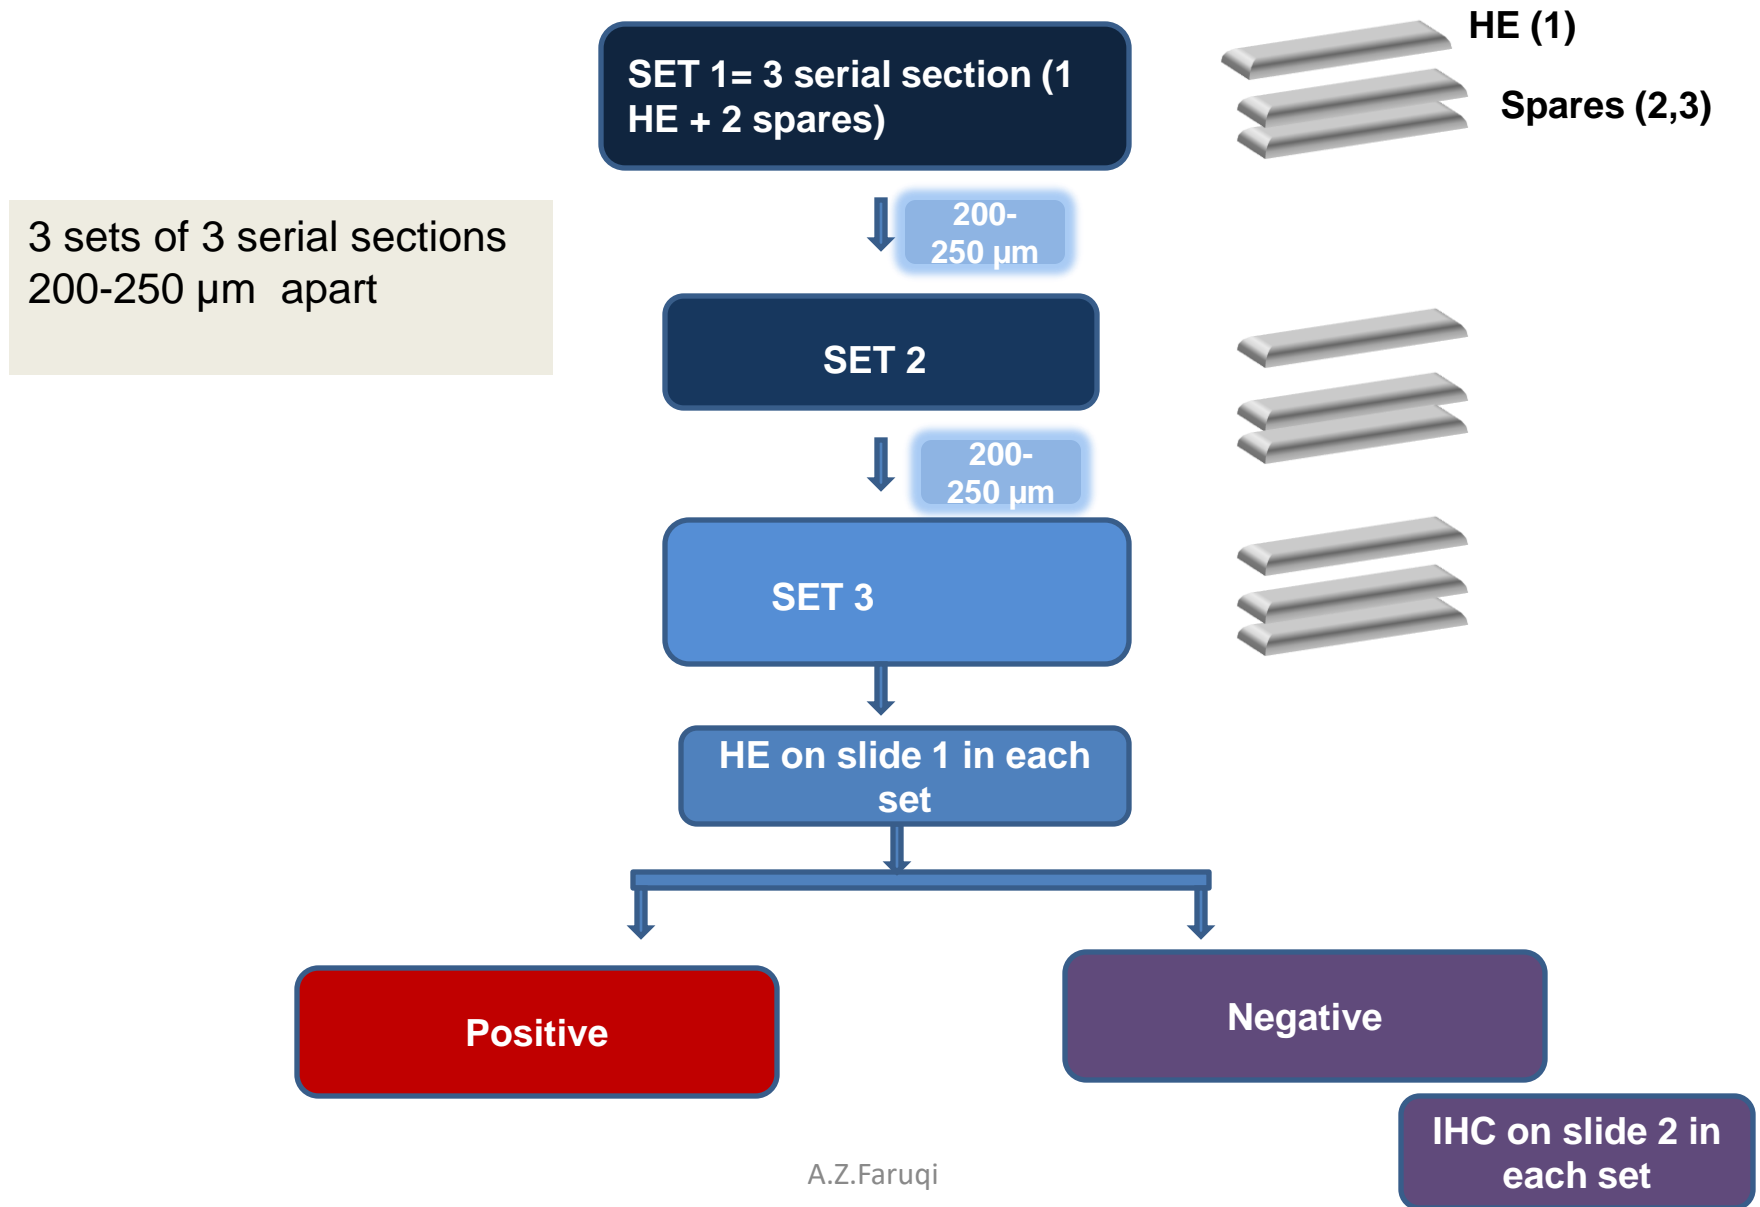 HE (1)
SET 1= 3 serial section (1
HE + 2 spares)
Spares (2,3)
200-
250 µm
3 sets of 3 serial sections
200-250 µm  apart
SET 2
200-
250 µm
SET 3
HE on slide 1 in each
set
Positive
Negative
IHC on slide 2 in
each set
A.Z.Faruqi